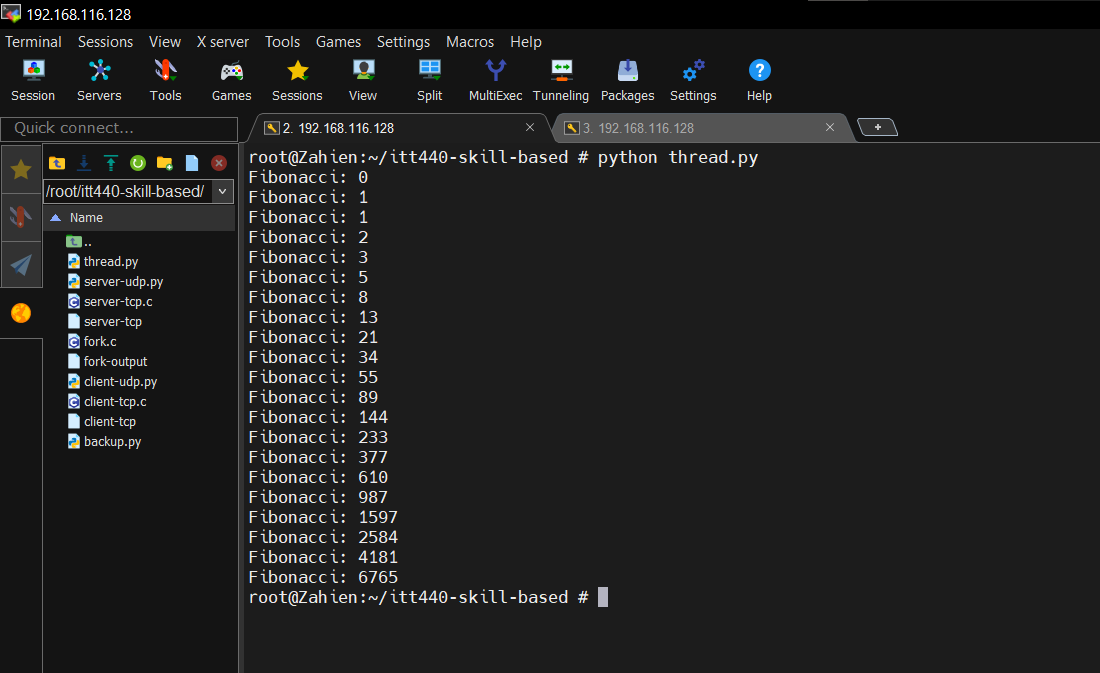 192.168.116.128
Terminal Sessions View X server Tools Games Settings Macros Help
Session Servers Tools Games Sessions View Split MultiExec Tunneling Packages Settings Help
Quick connect...
2. 192.168.116.128
3. 192.168.116.128
/root/itt440-skill-based/
Name
..
thread.py
server-udp.py
server-tcp.c
server-tcp
fork.c
fork-output
client-udp.py
client-tcp.c
client-tcp
backup.py
root@Zahien:~/itt440-skill-based # python thread.py
Fibonacci: 0
Fibonacci: 1
Fibonacci: 1
Fibonacci: 2
Fibonacci: 3
Fibonacci: 5
Fibonacci: 8
Fibonacci: 13
Fibonacci: 21
Fibonacci: 34
Fibonacci: 55
Fibonacci: 89
Fibonacci: 144
Fibonacci: 233
Fibonacci: 377
Fibonacci: 610
Fibonacci: 987
Fibonacci: 1597
Fibonacci: 2584
Fibonacci: 4181
Fibonacci: 6765
root@Zahien:~/itt440-skill-based #